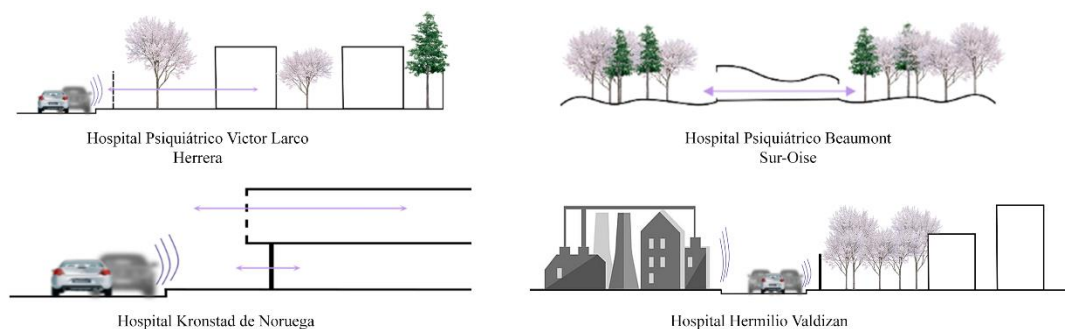 Hospital Psiquiátrico Victor Larco
Herrera
Hospital Psiquiátrico Beaumont
Sur-Oise
Hospital Kronstad de Noruega
Hospital Hermilio Valdizan